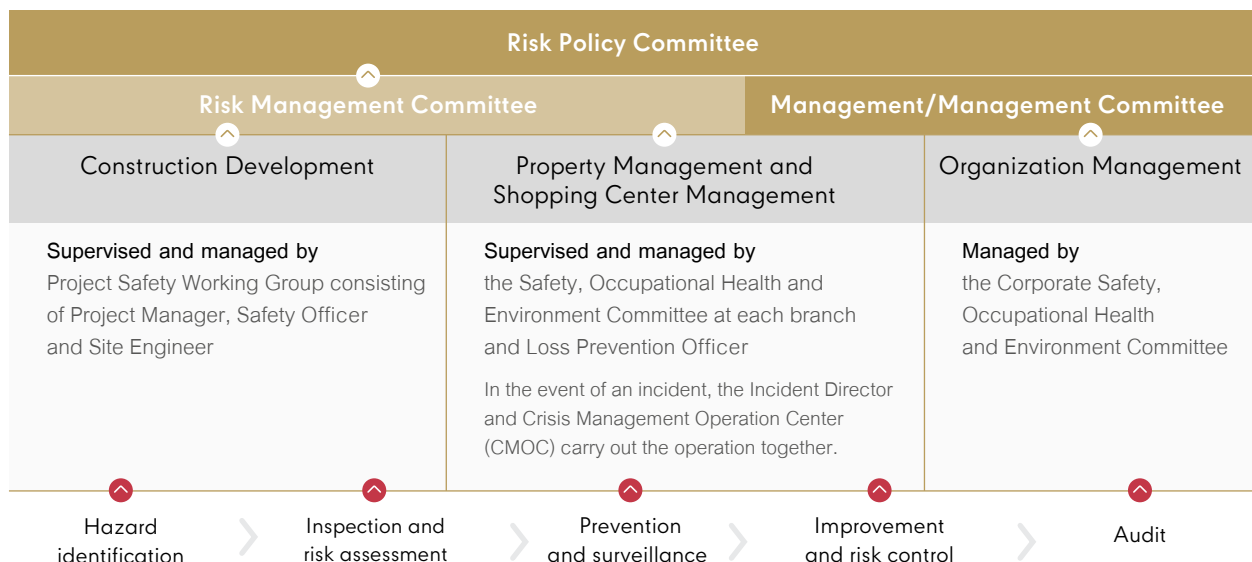 Risk Policy Committee
Risk Management Committee
Management/Management Committee
Construction Development
Property Management and
Shopping Center Management
Organization Management
Supervised and managed by
Project Safety Working Group consisting
of Project Manager, Safety Officer
and Site Engineer
Supervised and managed by
the Safety, Occupational Health and
Environment Committee at each branch
and Loss Prevention Officer
In the event of an incident, the Incident Director
and Crisis Management Operation Center
(CMOC) carry out the operation together.
Managed by
the Corporate Safety,
Occupational Health
and Environment Committee
Hazard
identification
Inspection and
risk assessment
Prevention
and surveillance
Improvement
and risk control
Audit